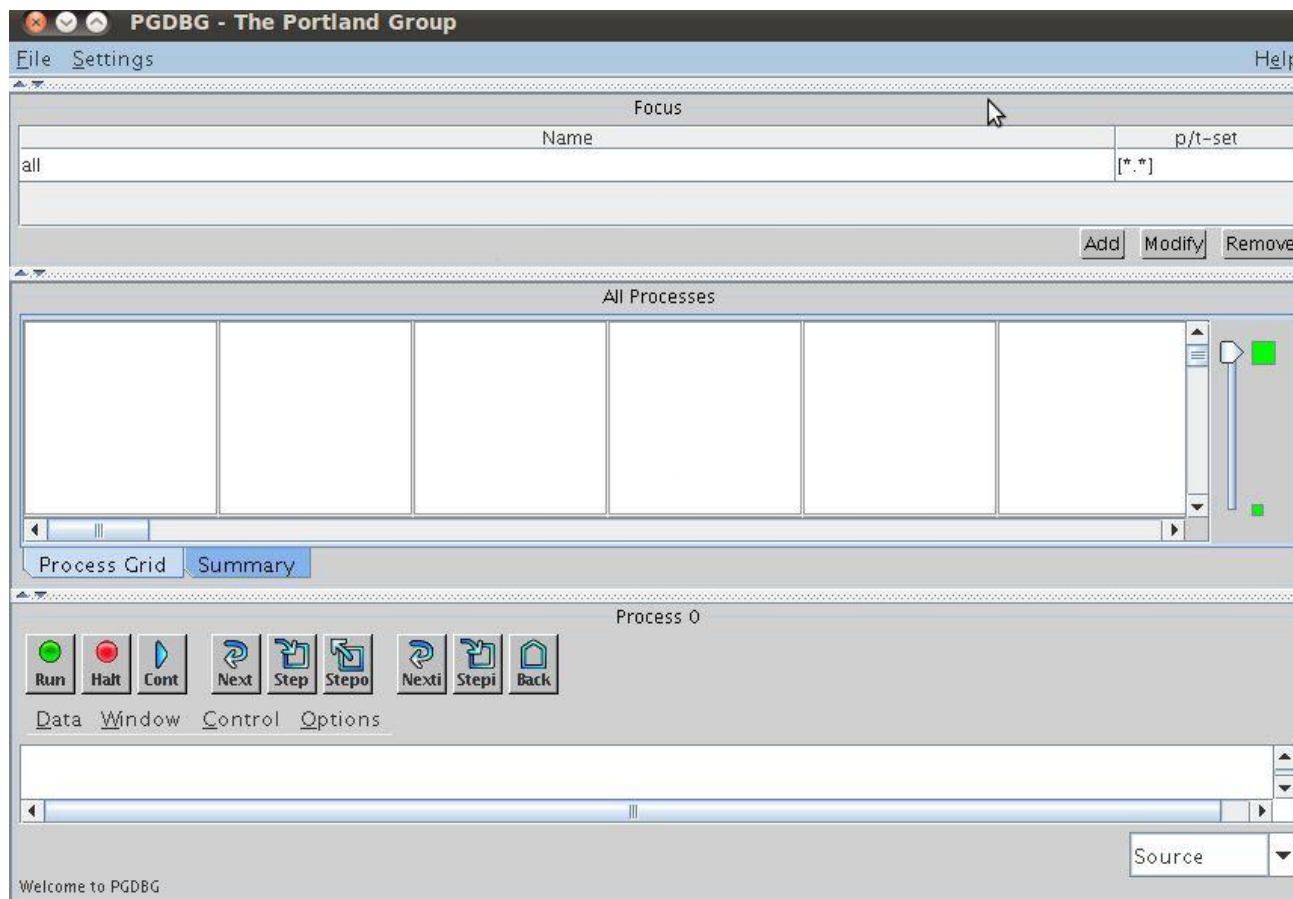 PGDBG - The Portland Group
File Settings Help
Focus
Name p/t-set
all [*.*]
Add Modify Remove
All Processes
Process Grid Summary
Process 0
Run Halt Cont Next Step Stepo Nexti Stepi Back
Data Window Control Options
Source
Welcome to PGDBG